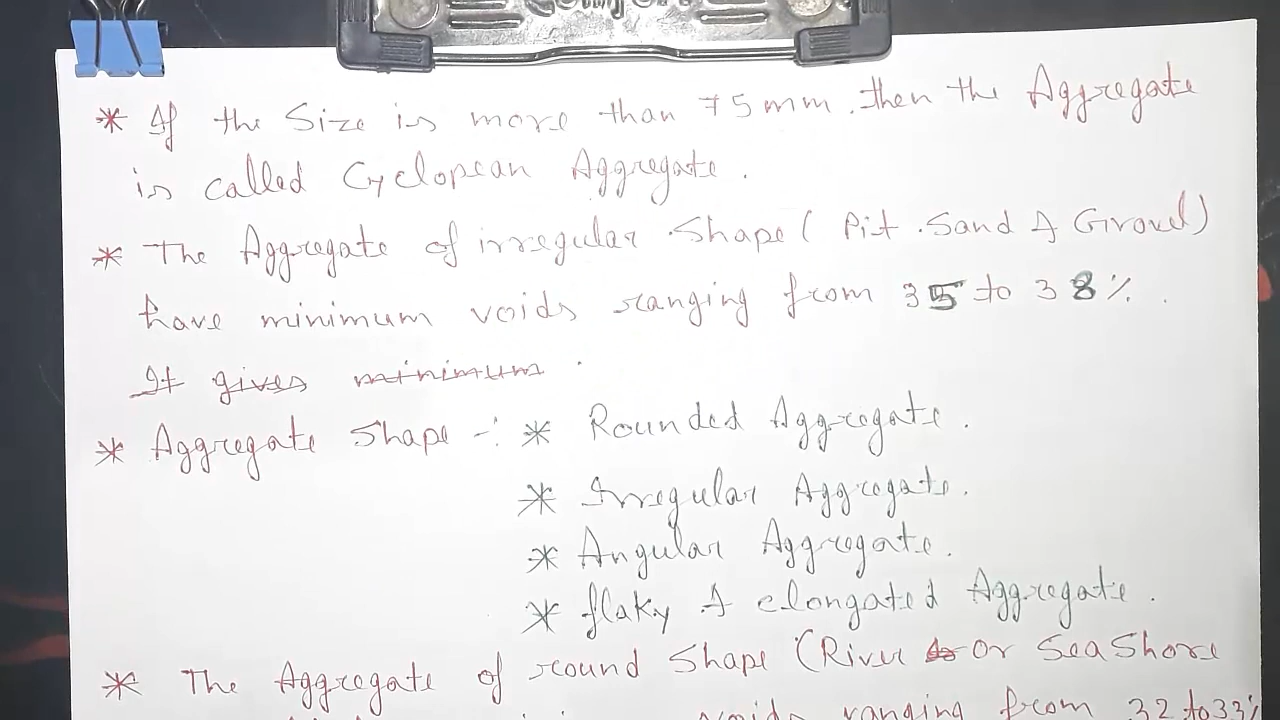 * If the Size is more than 75mm, then the Aggregate
is called Cyclopean Aggregate.
* The Aggregate of irregular Shape ( Pit Sand & Gravel)
have minimum voids ranging from 35 to 38%.
It gives minimum
* Aggregate Shape -: * Rounded Aggregate.
* Irregular Aggregate.
* Angular Aggregate.
* flaky & elongated Aggregate.
* The Aggregate of round Shape (River or Sea Shore
voids ranging from 32 to 33%